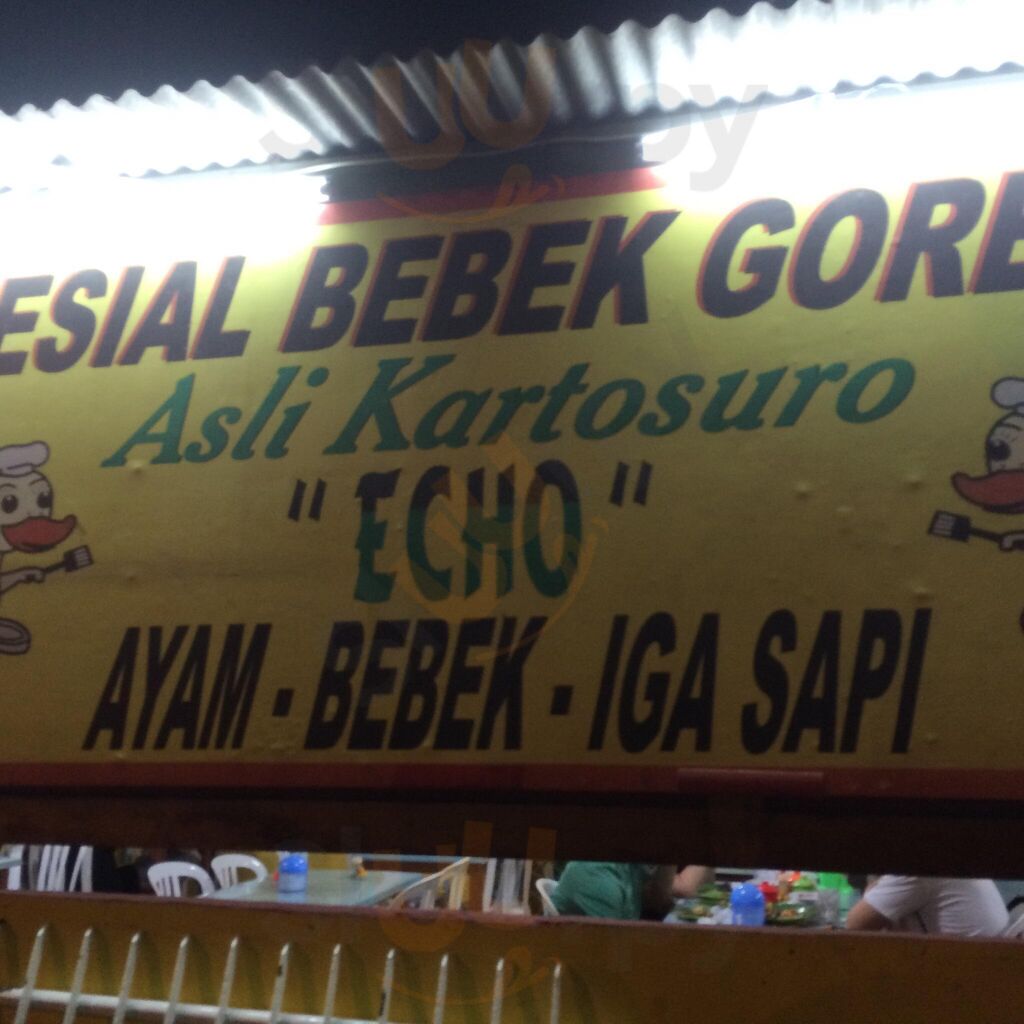 ESIAL BEBEK GORE
Asli Kartosuro
"ECHO"
AYAM - BEBEK - IGA SAPI